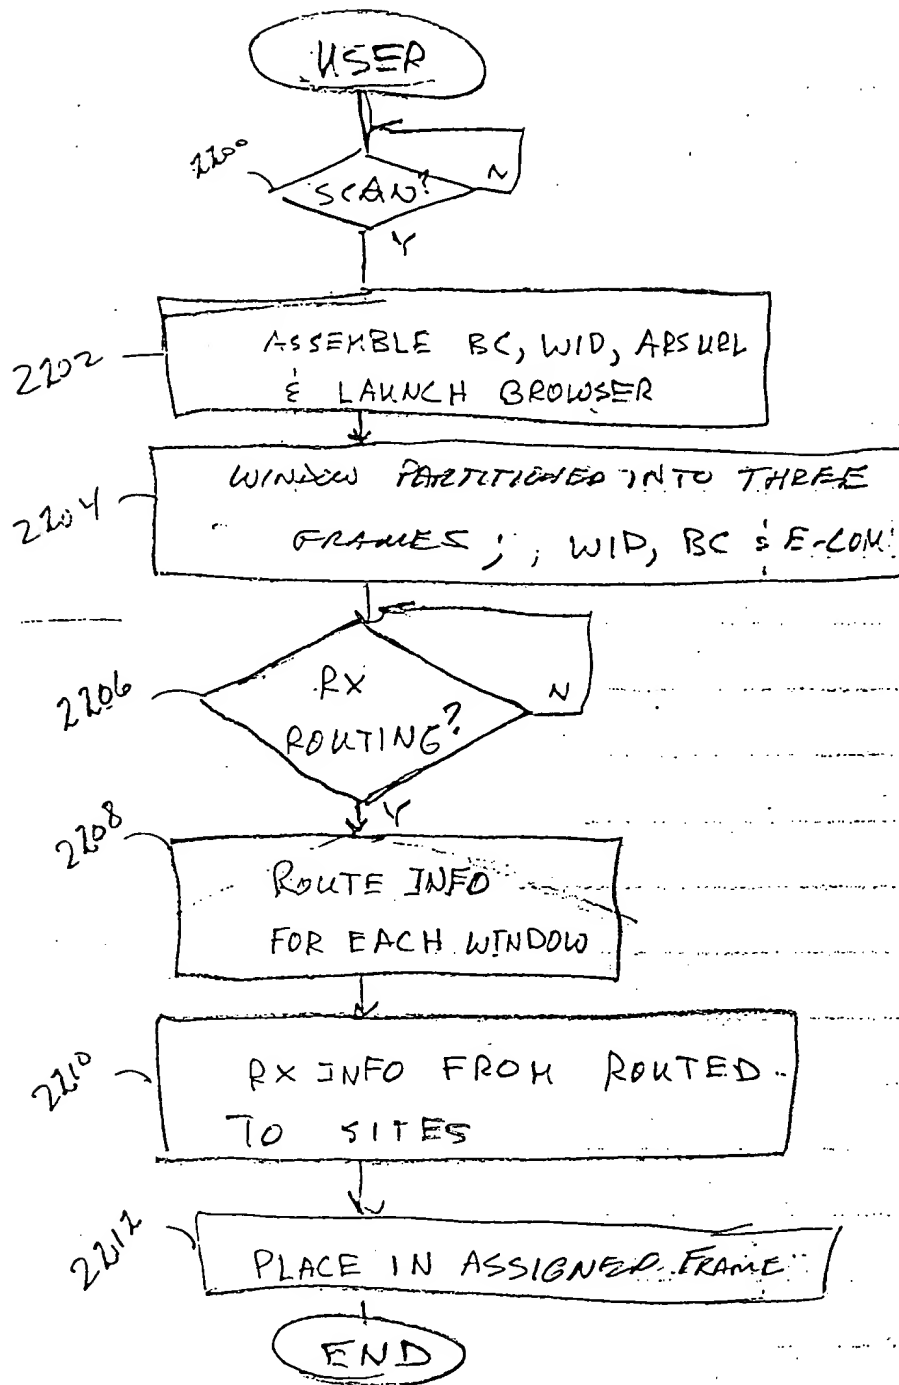 USER
2200
SCAN?
N
Y
2202
ASSEMBLE BC, WID, ARSURL
& LAUNCH BROWSER
2204
WINDOW PARTITIONED INTO THREE
FRAMES; , WID, BC & E-COM
2206
RX
ROUTING?
N
Y
2208
ROUTE INFO
FOR EACH WINDOW
2210
RX INFO FROM ROUTED
TO SITES
2212
PLACE IN ASSIGNED FRAME
END